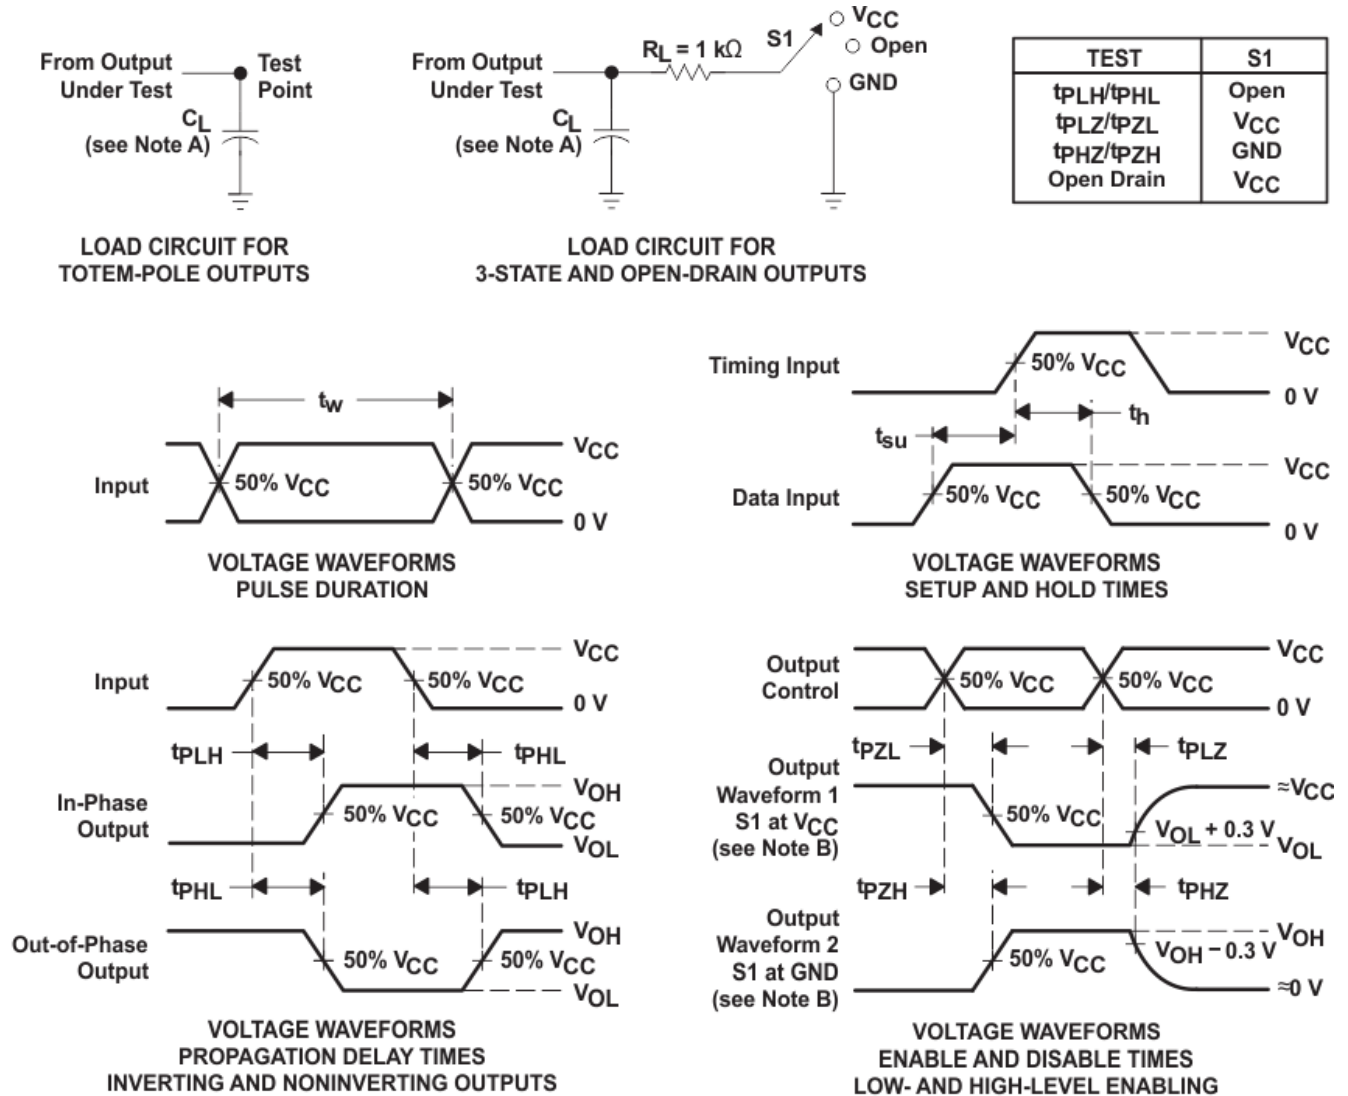 From Output
Under Test
Test
Point
CL
(see Note A)
LOAD CIRCUIT FOR
TOTEM-POLE OUTPUTS
From Output
Under Test
RL = 1 kΩ
S1
VCC
Open
GND
CL
(see Note A)
LOAD CIRCUIT FOR
3-STATE AND OPEN-DRAIN OUTPUTS
TEST S1
tPLH/tPHL Open
tPLZ/tPZL VCC
tPHZ/tPZH GND
Open Drain VCC
tw
Input
50% VCC
50% VCC
VCC
0 V
VOLTAGE WAVEFORMS
PULSE DURATION
Timing Input
50% VCC
VCC
0 V
th
tsu
Data Input
50% VCC
50% VCC
VCC
0 V
VOLTAGE WAVEFORMS
SETUP AND HOLD TIMES
Input
50% VCC
50% VCC
VCC
0 V
tPLH
tPHL
In-Phase
Output
50% VCC
50% VCC
VOH
VOL
tPHL
tPLH
Out-of-Phase
Output
50% VCC
50% VCC
VOH
VOL
VOLTAGE WAVEFORMS
PROPAGATION DELAY TIMES
INVERTING AND NONINVERTING OUTPUTS
Output
Control
50% VCC
50% VCC
VCC
0 V
tPZL
tPLZ
Output
Waveform 1
S1 at VCC
(see Note B)
50% VCC
VOL + 0.3 V
≈VCC
VOL
tPZH
tPHZ
Output
Waveform 2
S1 at GND
(see Note B)
50% VCC
VOH − 0.3 V
VOH
≈0 V
VOLTAGE WAVEFORMS
ENABLE AND DISABLE TIMES
LOW- AND HIGH-LEVEL ENABLING